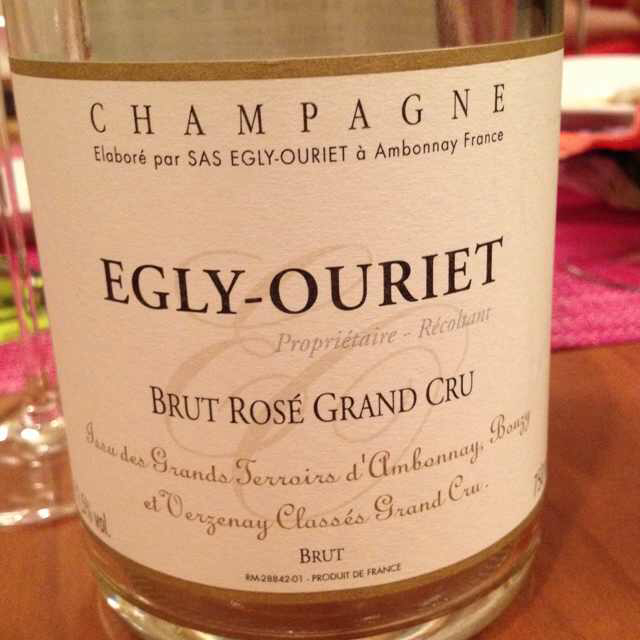 CHAMPAGNE
Elaboré par SAS EGLY-OURIET à Ambonnay France
EGLY-OURIET
Propriétaire - Récoltant
BRUT ROSÉ GRAND CRU
Issu des Grands Terroirs d'Ambonnay, Bouzy
et Verzenay Classés Grand Cru.
% vol.
BRUT
RM-28842-01 - PRODUIT DE FRANCE